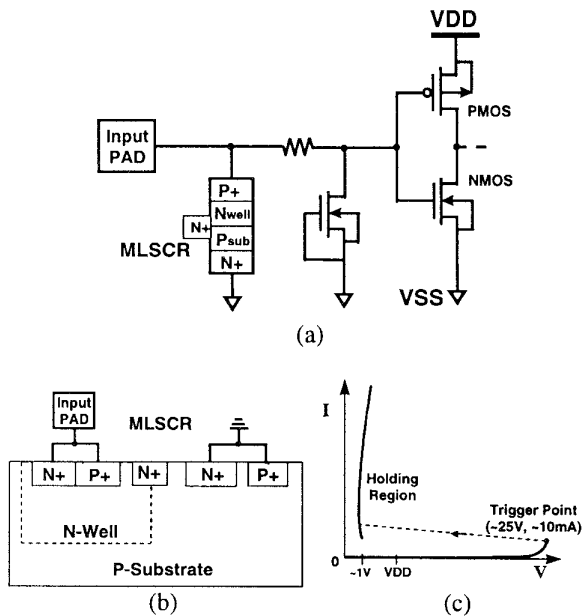 VDD
PMOS
Input
PAD
NMOS
P+
Nwell
N+
Psub
N+
MLSCR
VSS
(a)
Input
PAD
MLSCR
N+ P+ N+ N+ P+
N-Well
P-Substrate
(b)
I
Holding
Region
Trigger Point
(~25V, ~10mA)
0
~1V VDD V
(c)